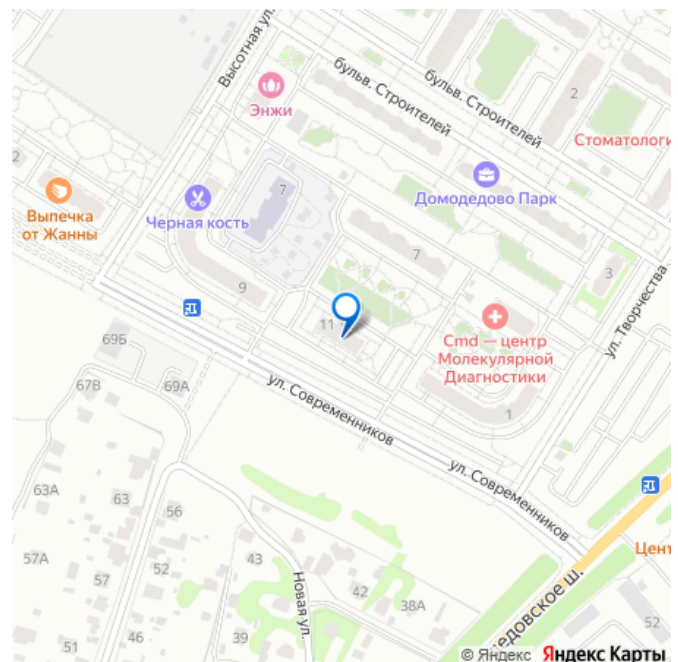 Высотная ул.
бульв. Строителей
бульв. Строителей
2
Энжи
Стоматологи
2
7
Домодедово Парк
Выпечка
от Жанны
Черная кость
7
3
9
ул. Творчества
11
Cmd — центр
Молекулярной
Диагностики
69Б
67В
69А
ул. Современников
1
ул. Современников
63А
63
56
Цент
57А
43
57
52
42
Новая ул.
38А
едовское ш.
52
51
46
39
© Яндекс Яндекс Карты